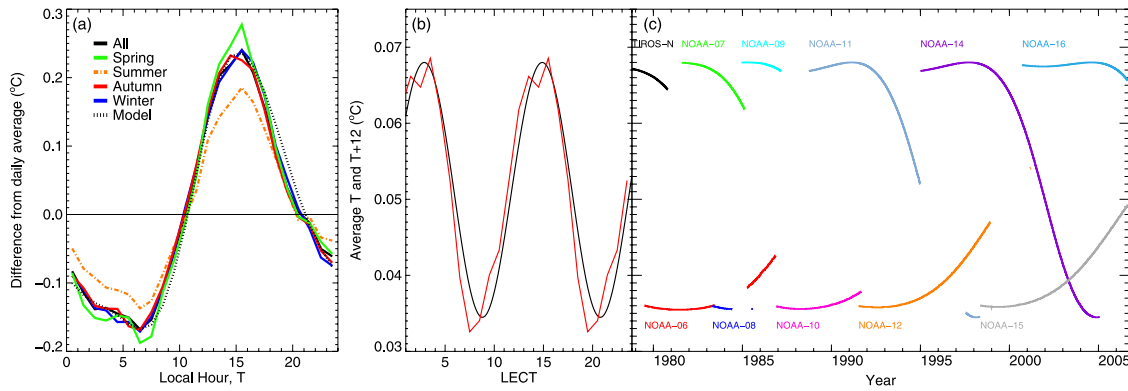 (a)
All
Spring
Summer
Autumn
Winter
Model
Difference from daily average (°C)
0.3
0.2
0.1
0.0
−0.1
−0.2
0
5
10
15
20
Local Hour, T
(b)
Average T and T+12 (°C)
0.07
0.06
0.05
0.04
0.03
0
5
10
15
20
LECT
(c)
TIROS−N
NOAA−07
NOAA−09
NOAA−11
NOAA−14
NOAA−16
NOAA−06
NOAA−08
NOAA−10
NOAA−12
NOAA−15
1980
1985
1990
1995
2000
2005
Year